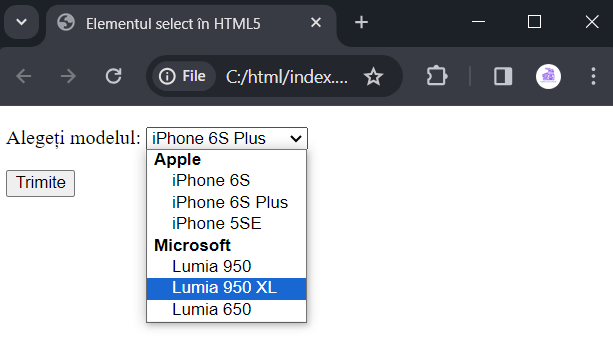 Elementul select în HTML5
File C:/html/index....
Alegeți modelul: iPhone 6S Plus
Apple
iPhone 6S
iPhone 6S Plus
iPhone 5SE
Microsoft
Lumia 950
Lumia 950 XL
Lumia 650
Trimite